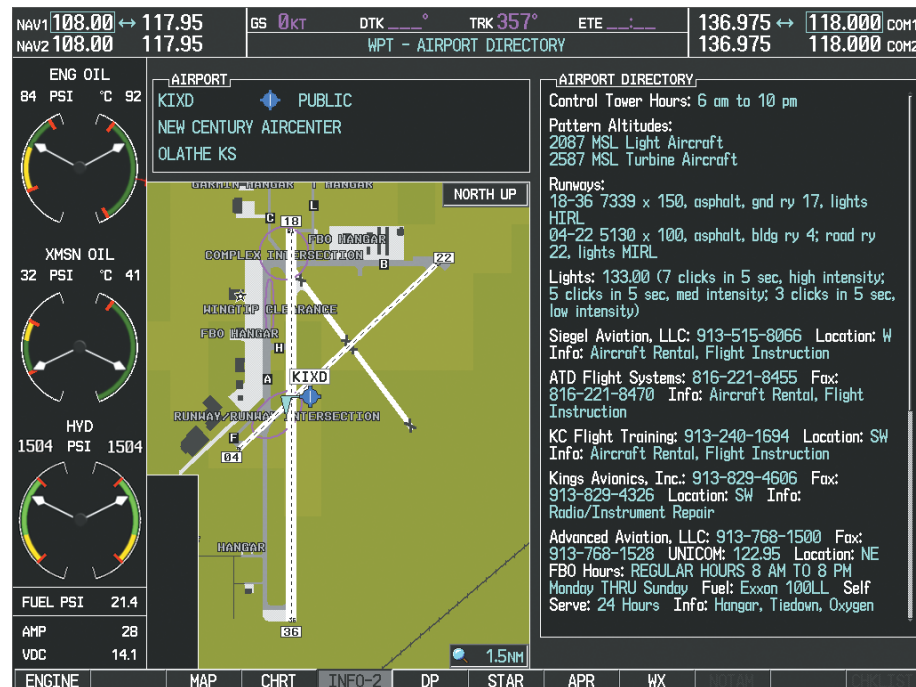 NAV1 108.00 ↔ 117.95
NAV2 108.00 117.95
GS 0KT DTK ___° TRK 357° ETE __:__
WPT - AIRPORT DIRECTORY
136.975 ↔ 118.000 COM1
136.975 118.000 COM2
ENG OIL
84 PSI °C 92
XMSN OIL
32 PSI °C 41
HYD
1504 PSI 1504
FUEL PSI 21.4
AMP 28
VDC 14.1
AIRPORT
KIXD PUBLIC
NEW CENTURY AIRCENTER
OLATHE KS
NORTH UP
GARMIN HANGAR T HANGAR
L
C
18
FBO HANGAR
COMPLEX INTERSECTION
B
22
WINGTIP CLEARANCE
FBO HANGAR
H
KIXD
A
RUNWAY/RUNWAY INTERSECTION
F
04
HANGAR
36
1.5NM
AIRPORT DIRECTORY
Control Tower Hours: 6 am to 10 pm
Pattern Altitudes:
2087 MSL Light Aircraft
2587 MSL Turbine Aircraft
Runways:
18-36 7339 x 150, asphalt, gnd ry 17, lights
HIRL
04-22 5130 x 100, asphalt, bldg ry 4; road ry
22, lights MIRL
Lights: 133.00 (7 clicks in 5 sec, high intensity;
5 clicks in 5 sec, med intensity; 3 clicks in 5 sec,
low intensity)
Siegel Aviation, LLC: 913-515-8066 Location: W
Info: Aircraft Rental, Flight Instruction
ATD Flight Systems: 816-221-8455 Fax:
816-221-8470 Info: Aircraft Rental, Flight
Instruction
KC Flight Training: 913-240-1694 Location: SW
Info: Aircraft Rental, Flight Instruction
Kings Avionics, Inc.: 913-829-4606 Fax:
913-829-4326 Location: SW Info:
Radio/Instrument Repair
Advanced Aviation, LLC: 913-768-1500 Fax:
913-768-1528 UNICOM: 122.95 Location: NE
FBO Hours: REGULAR HOURS 8 AM TO 8 PM
Monday THRU Sunday Fuel: Exxon 100LL Self
Serve: 24 Hours Info: Hangar, Tiedown, Oxygen
ENGINE MAP CHRT INFO-2 DP STAR APR WX NOTAM CHKLIST